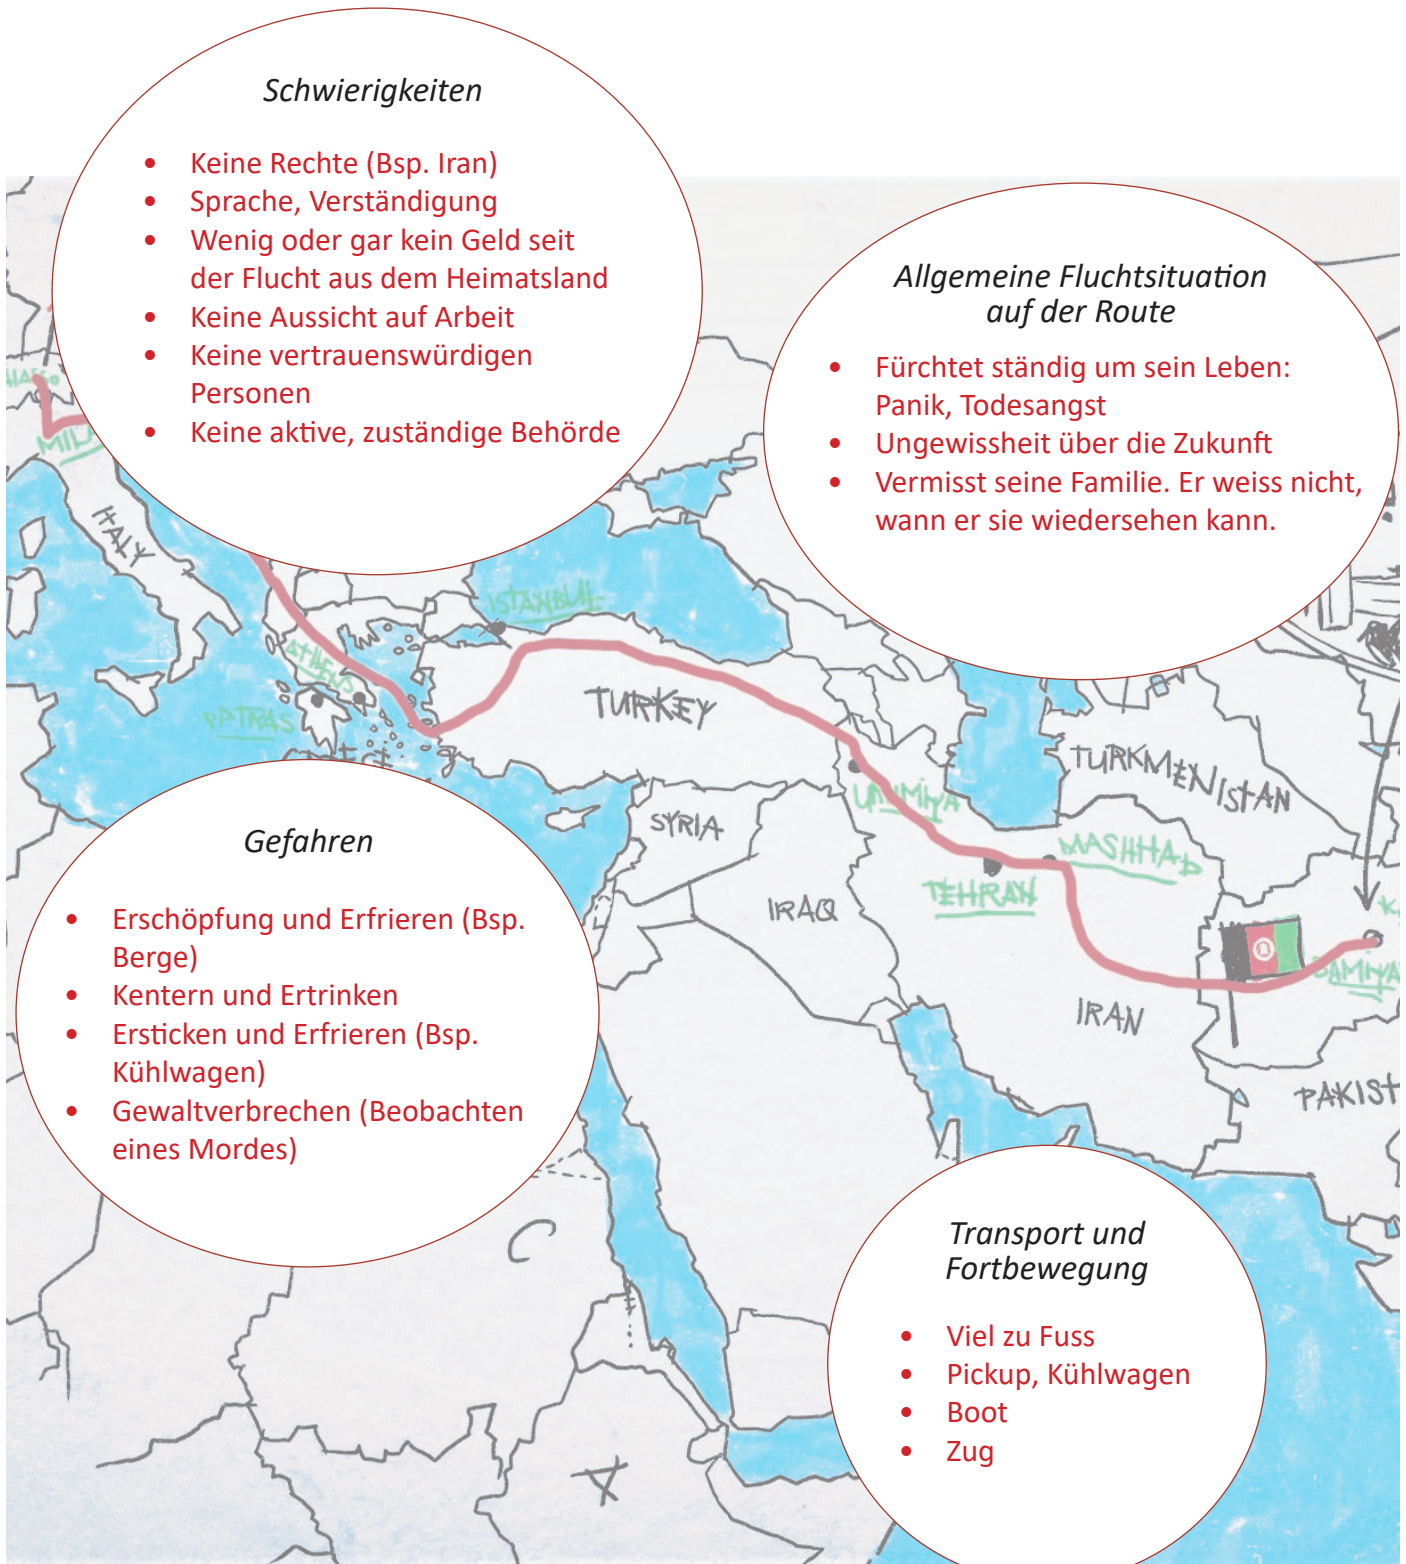 Schwierigkeiten
• Keine Rechte (Bsp. Iran)
• Sprache, Verständigung
• Wenig oder gar kein Geld seit
der Flucht aus dem Heimatsland
• Keine Aussicht auf Arbeit
• Keine vertrauenswürdigen
Personen
• Keine aktive, zuständige Behörde
Allgemeine Fluchtsituation
auf der Route
• Fürchtet ständig um sein Leben:
Panik, Todesangst
• Ungewissheit über die Zukunft
• Vermisst seine Familie. Er weiss nicht,
wann er sie wiedersehen kann.
ITALY
ISTANBUL
ATHENS
PATRAS
TURKEY
TURKMENISTAN
URUMIYA
SYRIA
MASHHAD
TEHRAN
IRAQ
IRAN
PAKIST
Gefahren
• Erschöpfung und Erfrieren (Bsp.
Berge)
• Kentern und Ertrinken
• Ersticken und Erfrieren (Bsp.
Kühlwagen)
• Gewaltverbrechen (Beobachten
eines Mordes)
Transport und
Fortbewegung
• Viel zu Fuss
• Pickup, Kühlwagen
• Boot
• Zug